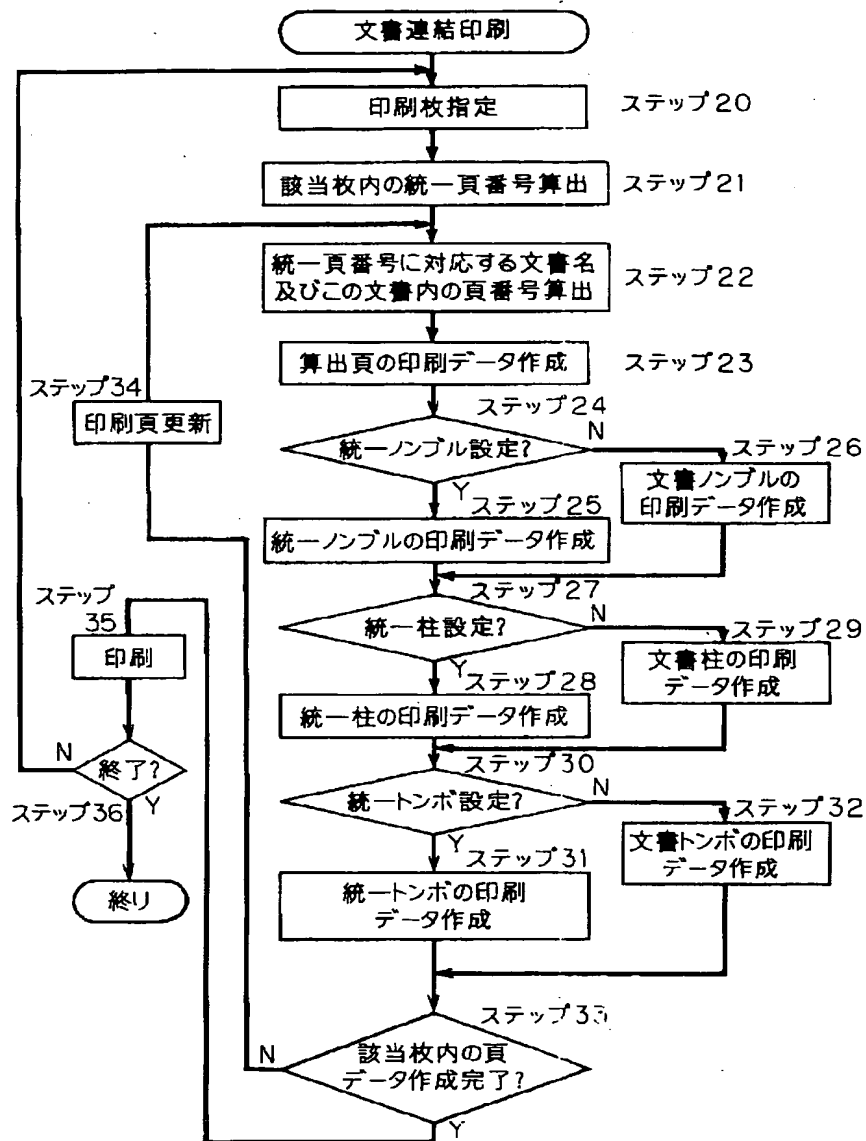 文書連結印刷
印刷枚指定
ステップ20
該当枚内の統一頁番号算出
ステップ21
統一頁番号に対応する文書名
及びこの文書内の頁番号算出
ステップ22
算出頁の印刷データ作成
ステップ23
ステップ34
印刷頁更新
ステップ24
統一ノンブル設定?
N
Y
ステップ26
文書ノンブルの
印刷データ作成
ステップ25
統一ノンブルの印刷データ作成
ステップ27
統一柱設定?
N
Y
ステップ29
文書柱の印刷
データ作成
ステップ28
統一柱の印刷データ作成
ステップ
35
印刷
終了?
N
Y
ステップ36
終り
ステップ30
統一トンボ設定?
N
Y
ステップ32
文書トンボの印刷
データ作成
ステップ31
統一トンボの印刷
データ作成
ステップ33
該当枚内の頁
データ作成完了?
N
Y